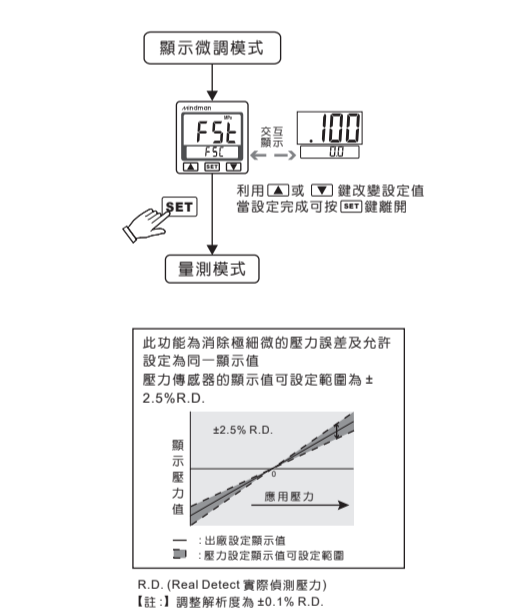 顯示微調模式
mindman
MPa
FSt
FSC
SET
交互
顯示
.100
0.0
利用▲或▼鍵改變設定值
當設定完成可按SET鍵離開
SET
量測模式
此功能為消除極細微的壓力誤差及允許
設定為同一顯示值
壓力傳感器的顯示值可設定範圍為±
2.5%R.D.
±2.5% R.D.
顯示壓力值
0
應用壓力
:出廠設定顯示值
:壓力設定顯示值可設定範圍
R.D. (Real Detect 實際偵測壓力)
【註:】調整解析度為±0.1% R.D.